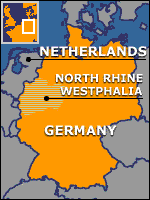 NETHERLANDS
NORTH RHINE
WESTPHALIA
GERMANY